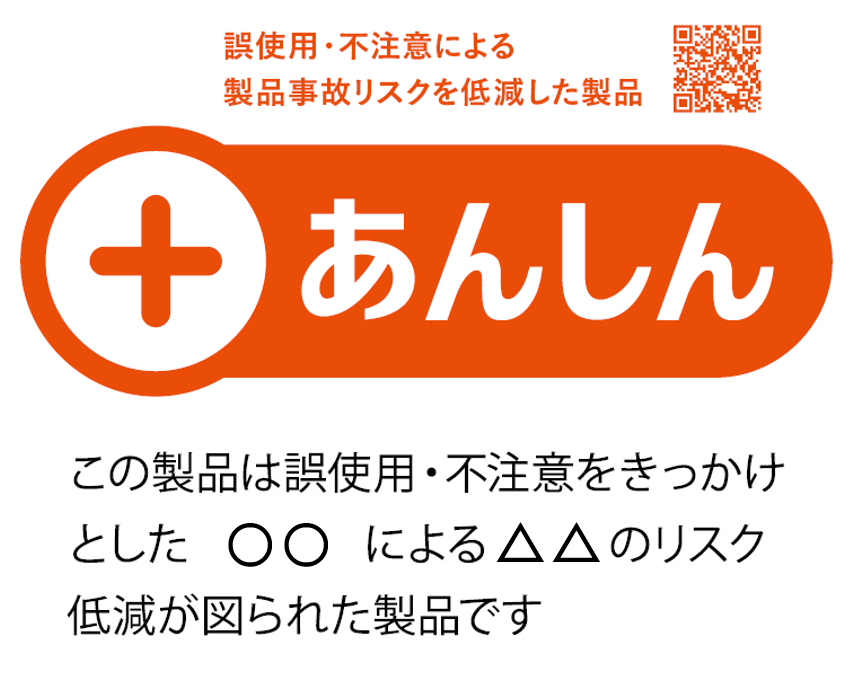 誤使用・不注意による
製品事故リスクを低減した製品
あんしん
この製品は誤使用・不注意をきっかけ
とした 〇〇 による△△のリスク
低減が図られた製品です